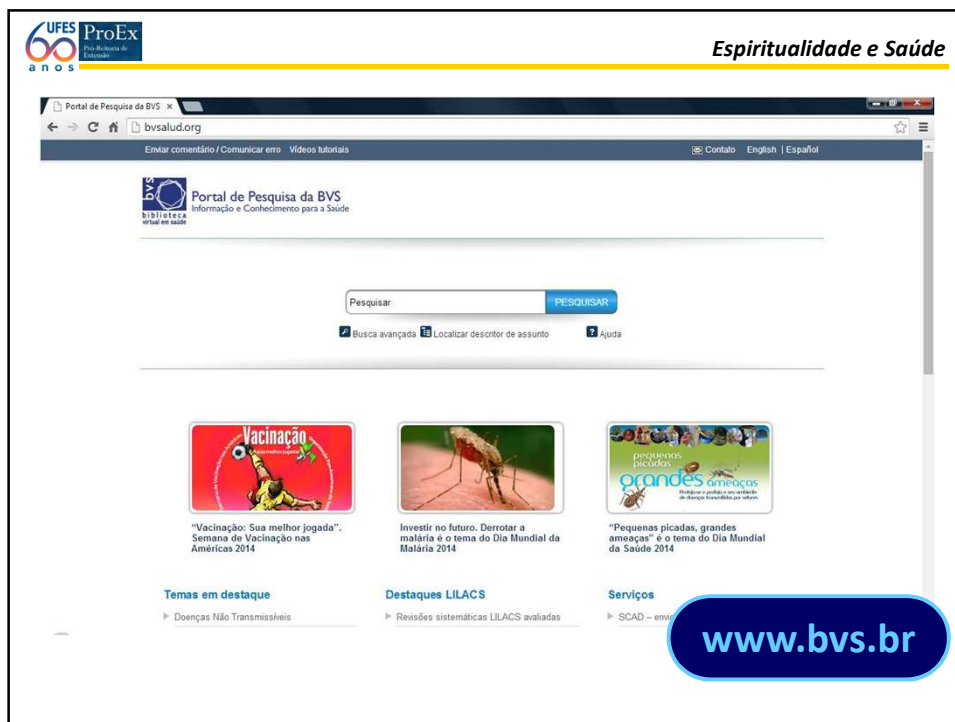 UFES
60
anos
ProEx
Pró-Reitoria de
Extensão
Espiritualidade e Saúde
Portal de Pesquisa da BVS ×
bvsalud.org
Enviar comentário / Comunicar erro Vídeos tutoriais
Contato English | Español
bvs
biblioteca
virtual em saúde
Portal de Pesquisa da BVS
Informação e Conhecimento para a Saúde
Pesquisar
PESQUISAR
Busca avançada Localizar descritor de assunto ? Ajuda
Vacinação
pequenas
picadas
grandes ameaças
“Vacinação: Sua melhor jogada”.
Semana de Vacinação nas
Américas 2014
Investir no futuro. Derrotar a
malária é o tema do Dia Mundial da
Malária 2014
“Pequenas picadas, grandes
ameaças” é o tema do Dia Mundial
da Saúde 2014
Temas em destaque
Doenças Não Transmissíveis
Destaques LILACS
Revisões sistemáticas LILACS avaliadas
Serviços
SCAD –
www.bvs.br